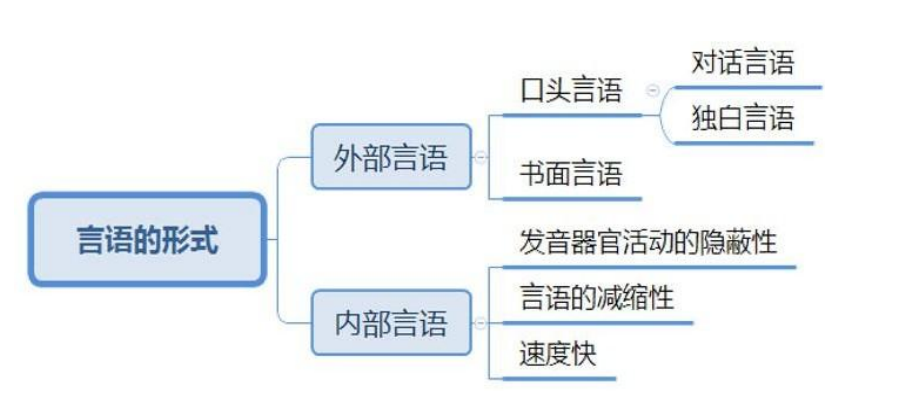 言语的形式
外部言语
口头言语
对话言语
独白言语
书面言语
内部言语
发音器官活动的隐蔽性
言语的减缩性
速度快